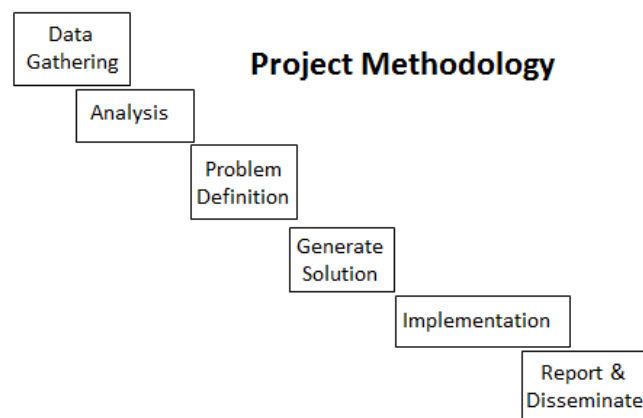 Data
Gathering
Project Methodology
Analysis
Problem
Definition
Generate
Solution
Implementation
Report &
Disseminate